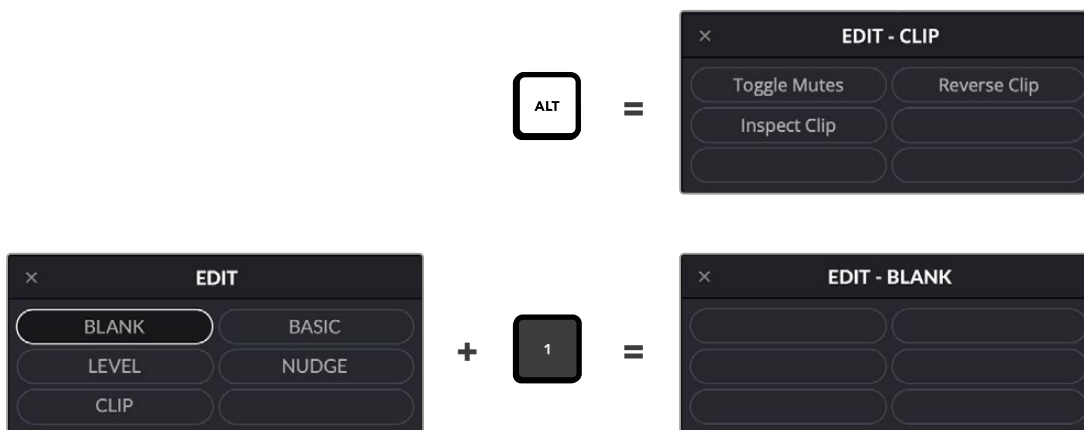 × EDIT - CLIP
ALT = Toggle Mutes Reverse Clip
Inspect Clip
× EDIT
BLANK BASIC
LEVEL NUDGE
CLIP
+ 1 =
× EDIT - BLANK